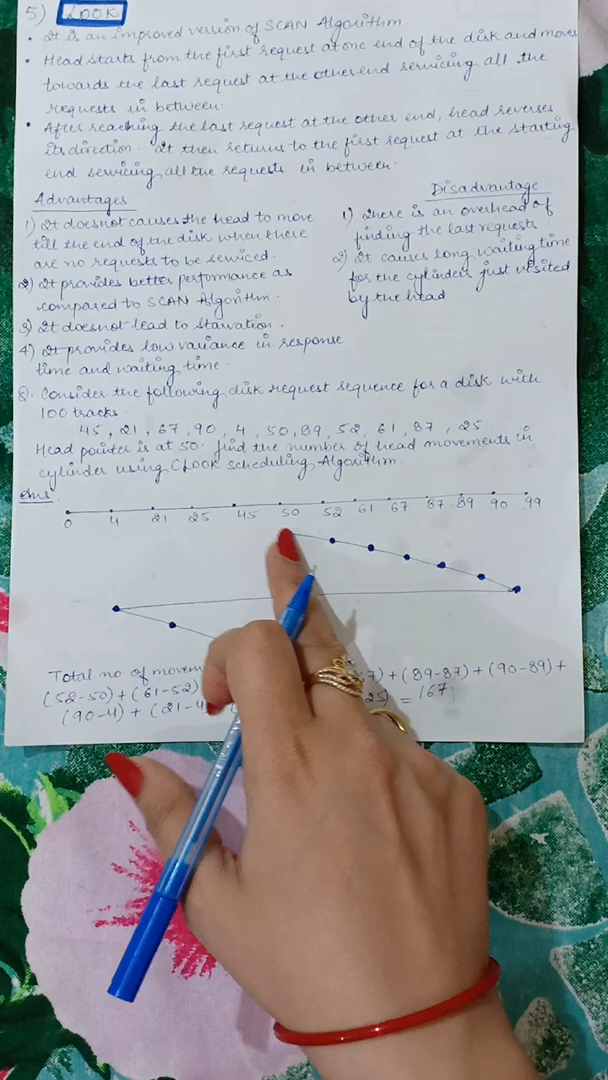 5) LOOK
• It is an improved version of SCAN Algorithm.
• Head starts from the first request at one end of the disk and moves
towards the last request at the other end servicing all the
requests in between.
• After reaching the last request at the other end, head reverses
its direction. It then returns to the first request at the starting
end servicing all the requests in between.
Advantages
1) It doesnot causes the head to move
till the end of the disk when there
are no requests to be serviced.
2) It provides better performance as
compared to SCAN Algorithm.
3) It doesnot lead to starvation.
4) It provides low variance in response
time and waiting time.
Disadvantage
1) There is an overhead of
finding the last requests.
2) It causes long waiting time
for the cylinders just visited
by the head.
Q. Consider the following disk request sequence for a disk with
100 tracks
45, 21, 67, 90, 4, 50, 89, 52, 61, 87, 25.
Head pointer is at 50. find the number of head movements in
cylinder using CLOOK scheduling Algorithm.
Ans
0 4 21 25 45 50 52 61 67 87 89 90 99
Total no. of movem 7) + (89-87) + (90-89) +
(52-50) + (61-52)
(90-4) + (21-4 25) = 167